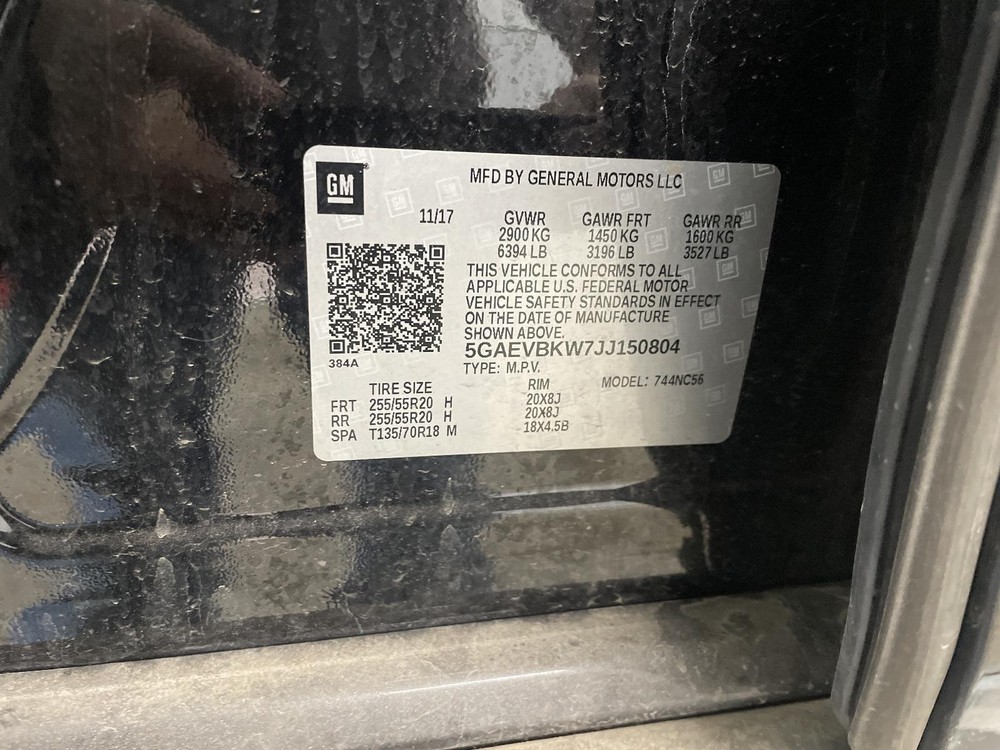 GM
MFD BY GENERAL MOTORS LLC
11/17 GVWR GAWR FRT GAWR RR
2900 KG 1450 KG 1600 KG
6394 LB 3196 LB 3527 LB
THIS VEHICLE CONFORMS TO ALL
APPLICABLE U.S. FEDERAL MOTOR
VEHICLE SAFETY STANDARDS IN EFFECT
ON THE DATE OF MANUFACTURE
SHOWN ABOVE.
5GAEVBKW7JJ150804
384A
TYPE: M.P.V.
TIRE SIZE RIM MODEL: 744NC56
FRT 255/55R20 H 20X8J
RR 255/55R20 H 20X8J
SPA T135/70R18 M 18X4.5B